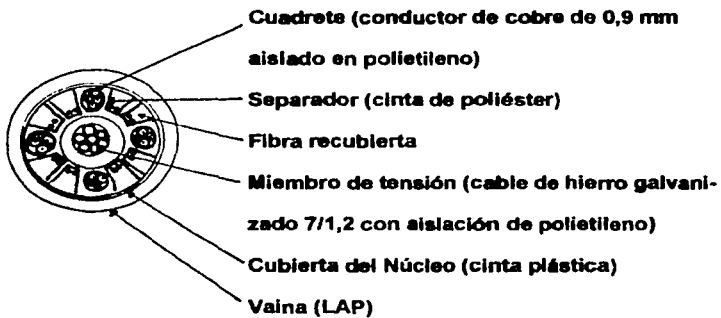 Cuadrete (conductor de cobre de 0,9 mm
aislado en polietileno)
Separador (cinta de poliéster)
Fibra recubierta
Miembro de tensión (cable de hierro galvani-
zado 7/1,2 con aislación de polietileno)
Cubierta del Núcleo (cinta plástica)
Vaina (LAP)